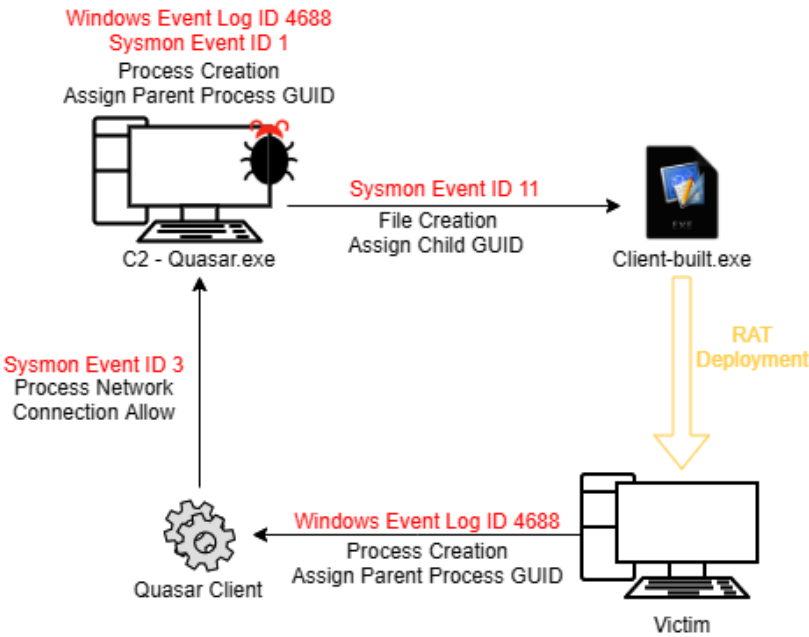 Windows Event Log ID 4688
Sysmon Event ID 1
Process Creation
Assign Parent Process GUID
C2 - Quasar.exe
Sysmon Event ID 11
File Creation
Assign Child GUID
EXE
Client-built.exe
RAT
Deployment
Sysmon Event ID 3
Process Network
Connection Allow
Quasar Client
Windows Event Log ID 4688
Process Creation
Assign Parent Process GUID
Victim